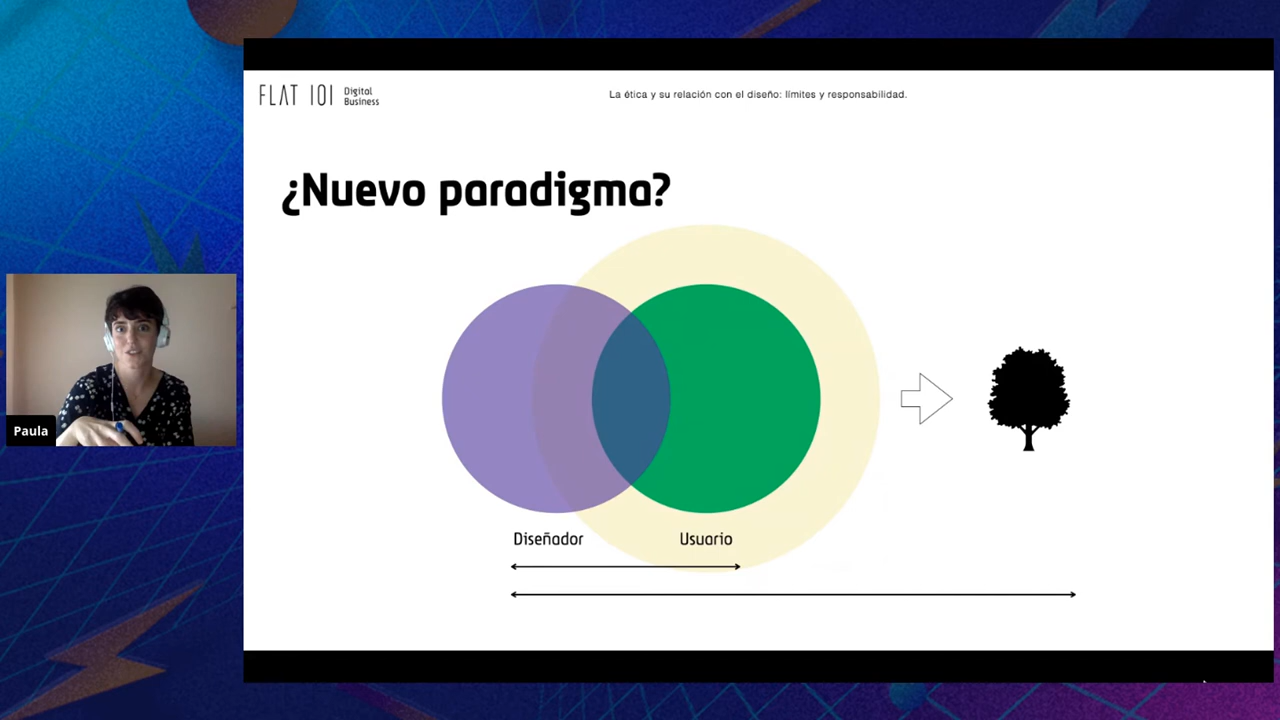 FLAT 101 Digital
Business
La ética y su relación con el diseño: límites y responsabilidad.
¿Nuevo paradigma?
Paula
Diseñador
Usuario